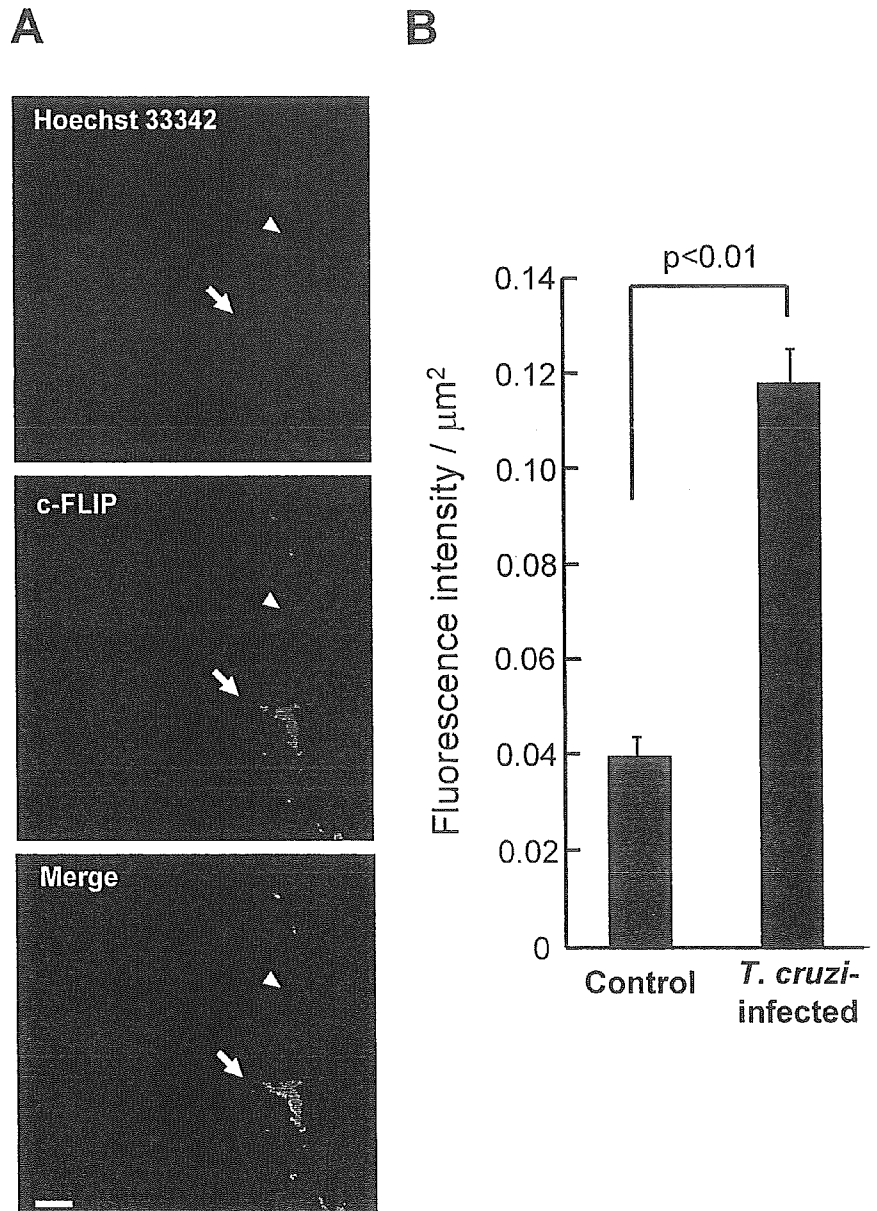 A
B
Hoechst 33342
c-FLIP
Merge
p<0.01
0.14
0.12
0.10
0.08
0.06
0.04
0.02
0
Fluorescence intensity / μm²
Control
T. cruzi-
infected